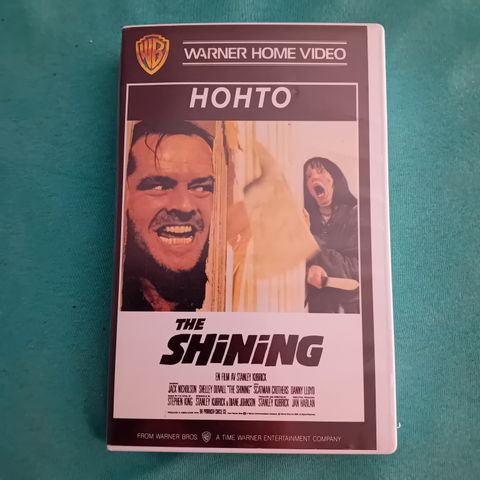 WB WARNER HOME VIDEO
HOHTO
THE
SHiNiNG
EN FILM AV STANLEY KUBRICK
JACK NICHOLSON SHELLEY DUVALL "THE SHINING" SCATMAN CROTHERS DANNY LLOYD
STEPHEN KING STANLEY KUBRICK & DIANE JOHNSON STANLEY KUBRICK JAN HARLAN
FROM WARNER BROS. A TIME WARNER ENTERTAINMENT COMPANY